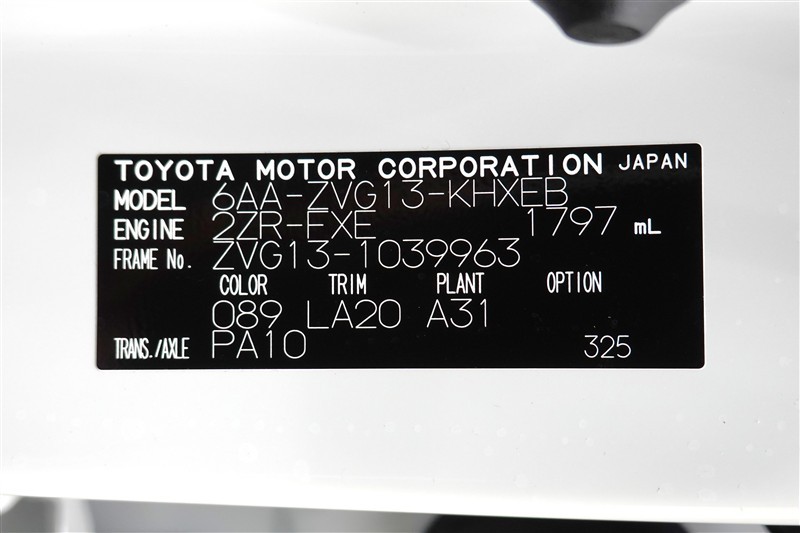 TOYOTA MOTOR CORPORATION JAPAN
MODEL 6AA-ZVG13-KHXEB
ENGINE 2ZR-FXE 1797 mL
FRAME No. ZVG13-1039963
COLOR TRIM PLANT OPTION
089 LA20 A31
TRANS./AXLE PA10 325